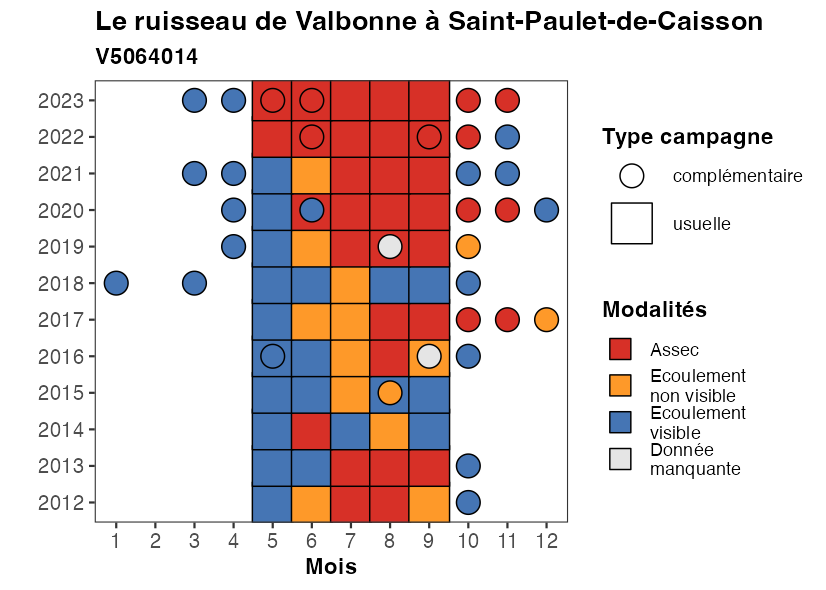 Le ruisseau de Valbonne à Saint-Paulet-de-Caisson
V5064014
2023
2022
2021
2020
2019
2018
2017
2016
2015
2014
2013
2012
1 2 3 4 5 6 7 8 9 10 11 12
Mois
Type campagne
complémentaire
usuelle
Modalités
Assec
Ecoulement
non visible
Ecoulement
visible
Donnée
manquante